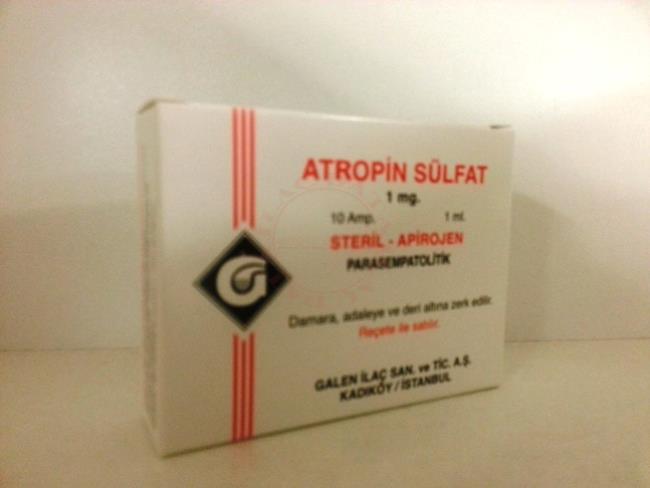 ATROPİN SÜLFAT
1 mg.
10 Amp. 1 ml.
STERİL - APİROJEN
PARASEMPATOLİTİK
Damara, adaleye ve deri altına zerk edilir.
Reçete ile satılır.
GALEN İLAÇ SAN. ve TİC. A.Ş.
KADIKÖY / İSTANBUL